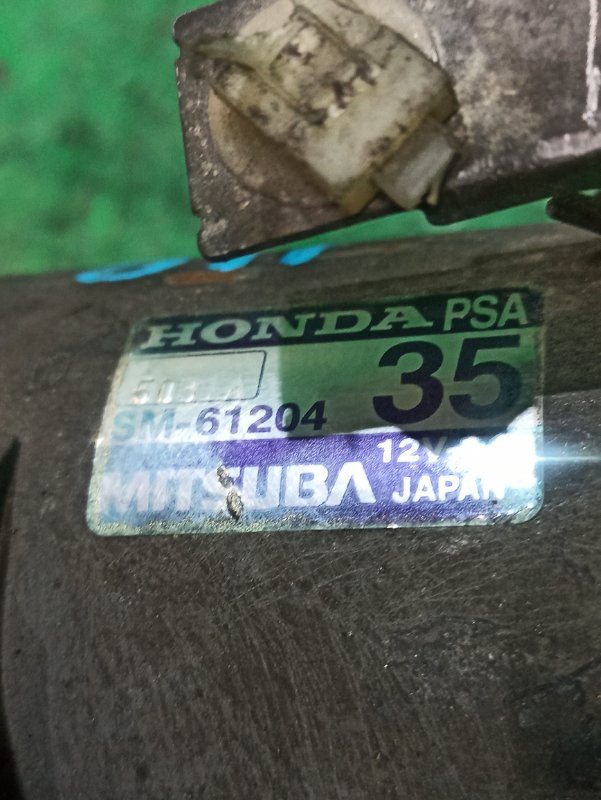 HONDA PSA
35
SM-61204
12V
MITSUBA JAPAN